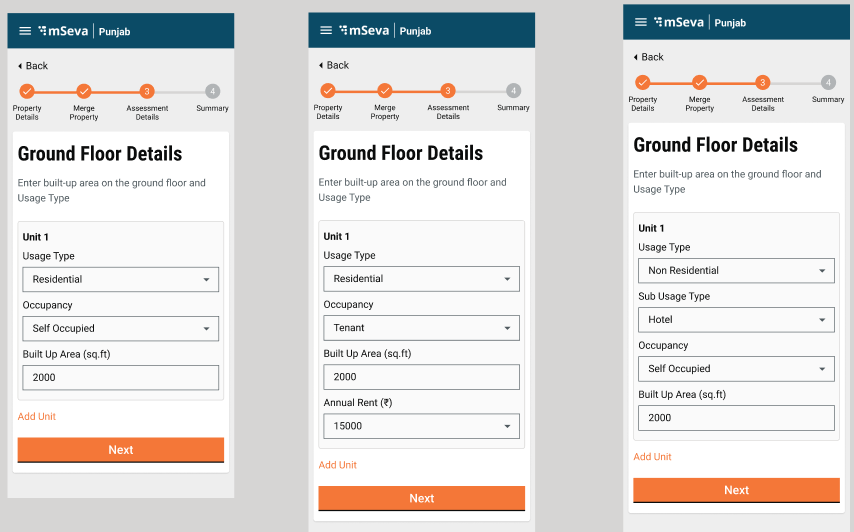 mSeva Punjab
Back
3
4
Property Details
Merge Property
Assessment Details
Summary
Ground Floor Details
Enter built-up area on the ground floor and
Usage Type
Unit 1
Usage Type
Residential
Occupancy
Self Occupied
Built Up Area (sq.ft)
2000
Add Unit
Next
mSeva Punjab
Back
3
4
Property Details
Merge Property
Assessment Details
Summary
Ground Floor Details
Enter built-up area on the ground floor and
Usage Type
Unit 1
Usage Type
Residential
Occupancy
Tenant
Built Up Area (sq.ft)
2000
Annual Rent (₹)
15000
Add Unit
Next
mSeva Punjab
Back
3
4
Property Details
Merge Property
Assessment Details
Summary
Ground Floor Details
Enter built-up area on the ground floor and
Usage Type
Unit 1
Usage Type
Non Residential
Sub Usage Type
Hotel
Occupancy
Self Occupied
Built Up Area (sq.ft)
2000
Add Unit
Next